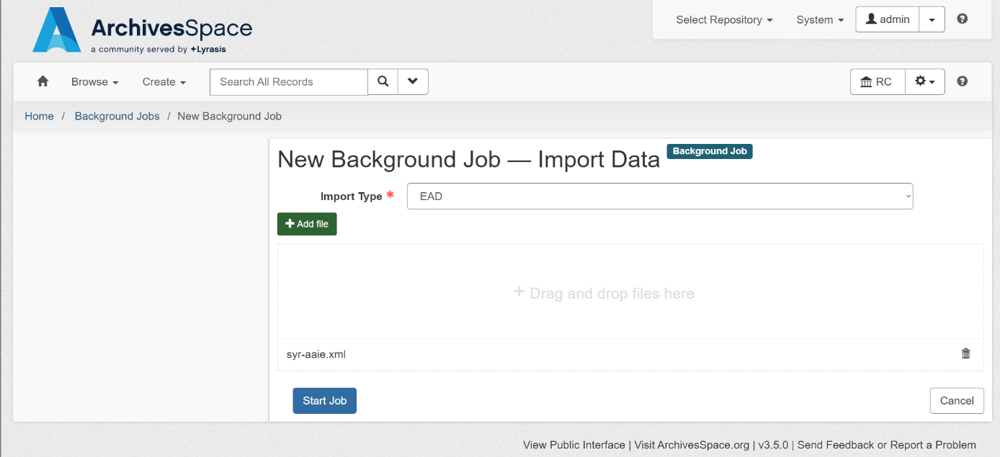 ArchivesSpace
a community served by Lyrasis
Select Repository
System
admin
Browse
Create
Search All Records
RC
Home / Background Jobs / New Background Job
New Background Job — Import Data Background Job
Import Type * EAD
+ Add file
+ Drag and drop files here
syr-aaie.xml
Start Job
Cancel
View Public Interface | Visit ArchivesSpace.org | v3.5.0 | Send Feedback or Report a Problem